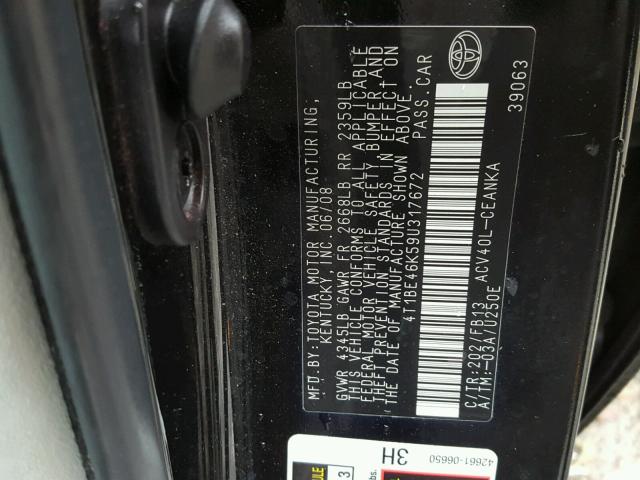 MFD.BY:TOYOTA MOTOR MANUFACTURING,
KENTUCKY, INC. 06/08
GVWR 4345LB GAWR FR 2668LB RR 2359LB
THIS VEHICLE CONFORMS TO ALL APPLICABLE
FEDERAL MOTOR VEHICLE SAFETY, BUMPER AND
THEFT PREVENTION STANDARDS IN EFFECT ON
THE DATE OF MANUFACTURE SHOWN ABOVE.
4T1BE46K59U317672 PASS.CAR
C/TR:202/FB13 ACV40L-CEANKA
A/TM:-03A/U250E
39063
42661-06650
3H
lbs.
3